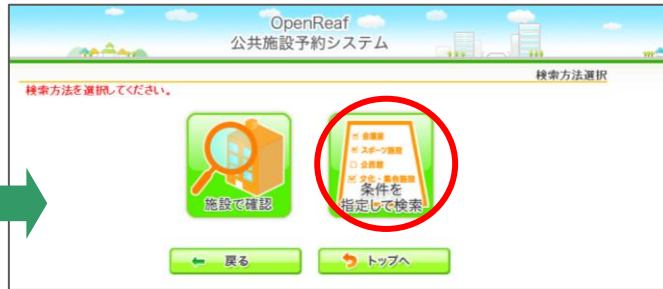 OpenReaf
公共施設予約システム
検索方法選択
検索方法を選択してください。
施設で確認
会議室
スポーツ施設
公民館
文化・集会施設
条件を
指定して検索
戻る
トップへ